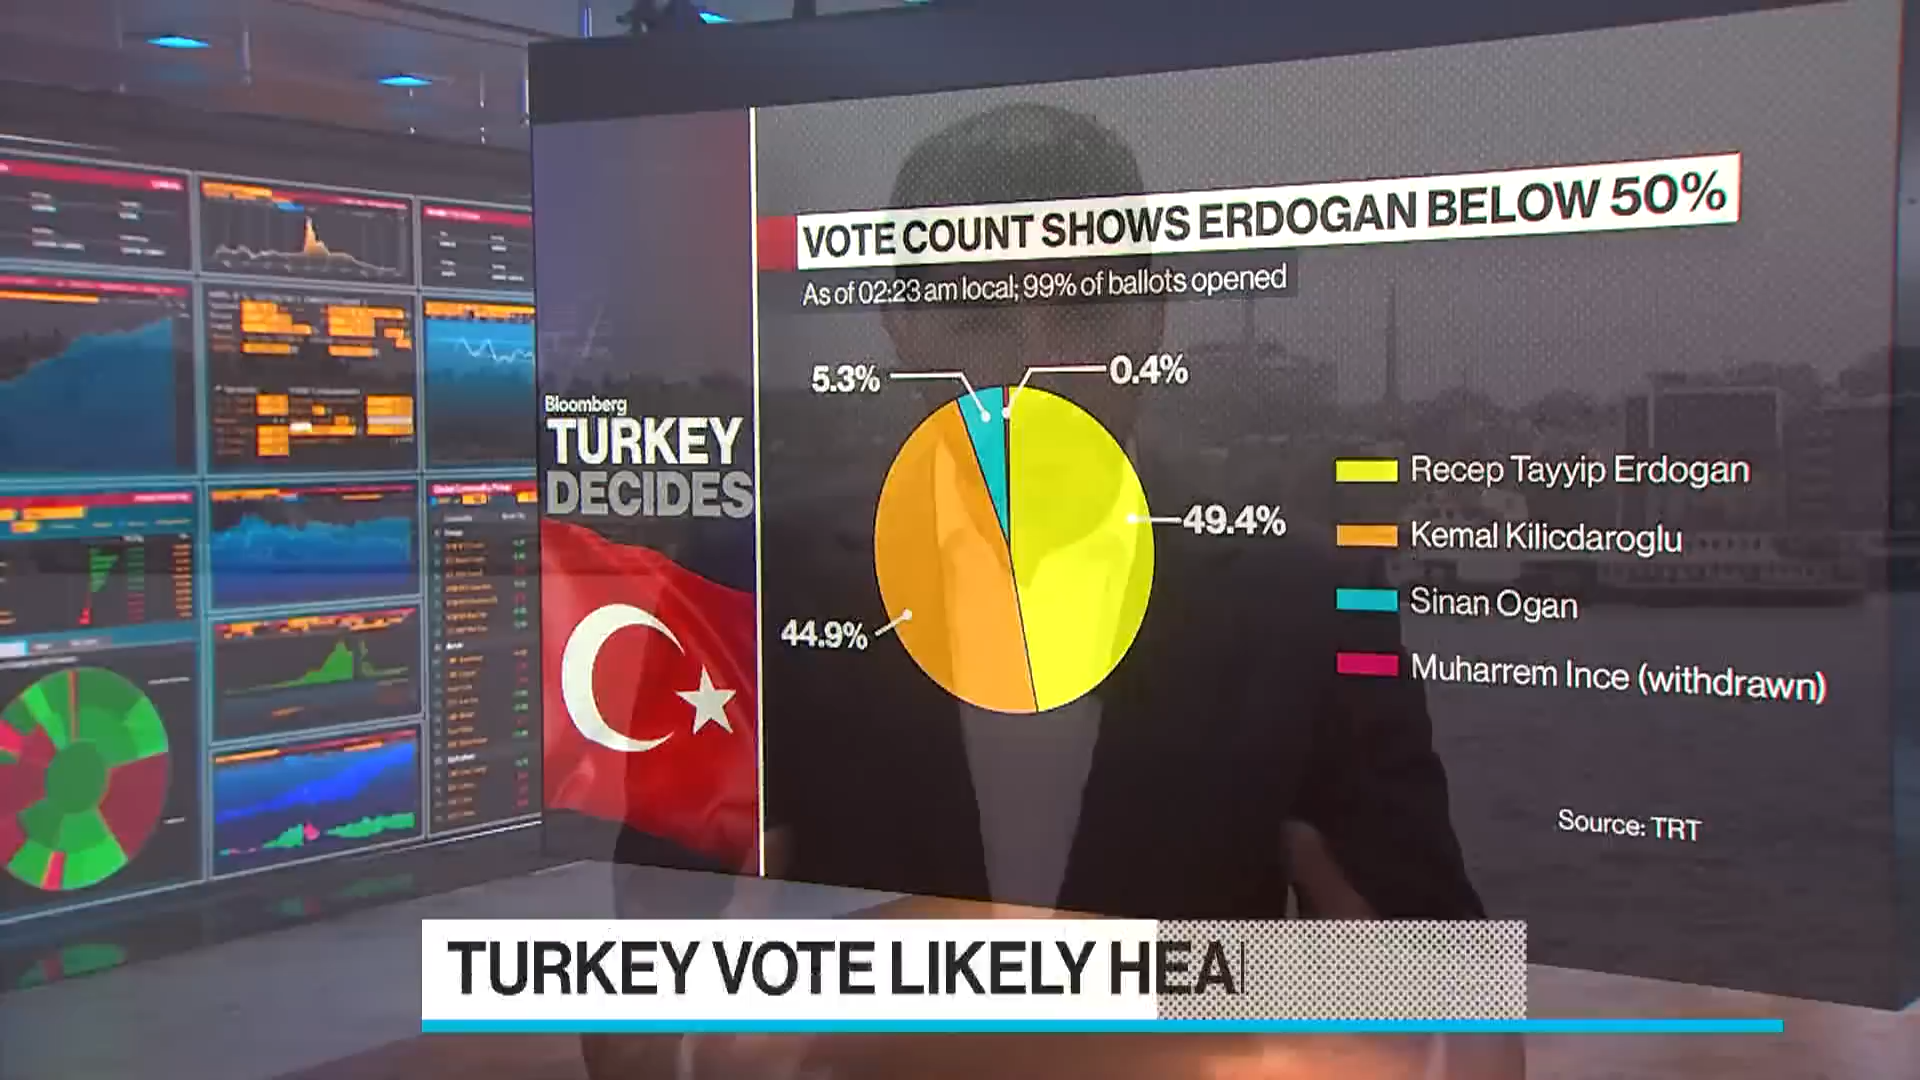 VOTE COUNT SHOWS ERDOGAN BELOW 50%
As of 02:23 am local; 99% of ballots opened
5.3%
0.4%
49.4%
44.9%
Recep Tayyip Erdogan
Kemal Kilicdaroglu
Sinan Ogan
Muharrem Ince (withdrawn)
Source: TRT
Bloomberg
TURKEY
DECIDES
TURKEY VOTE LIKELY HEA